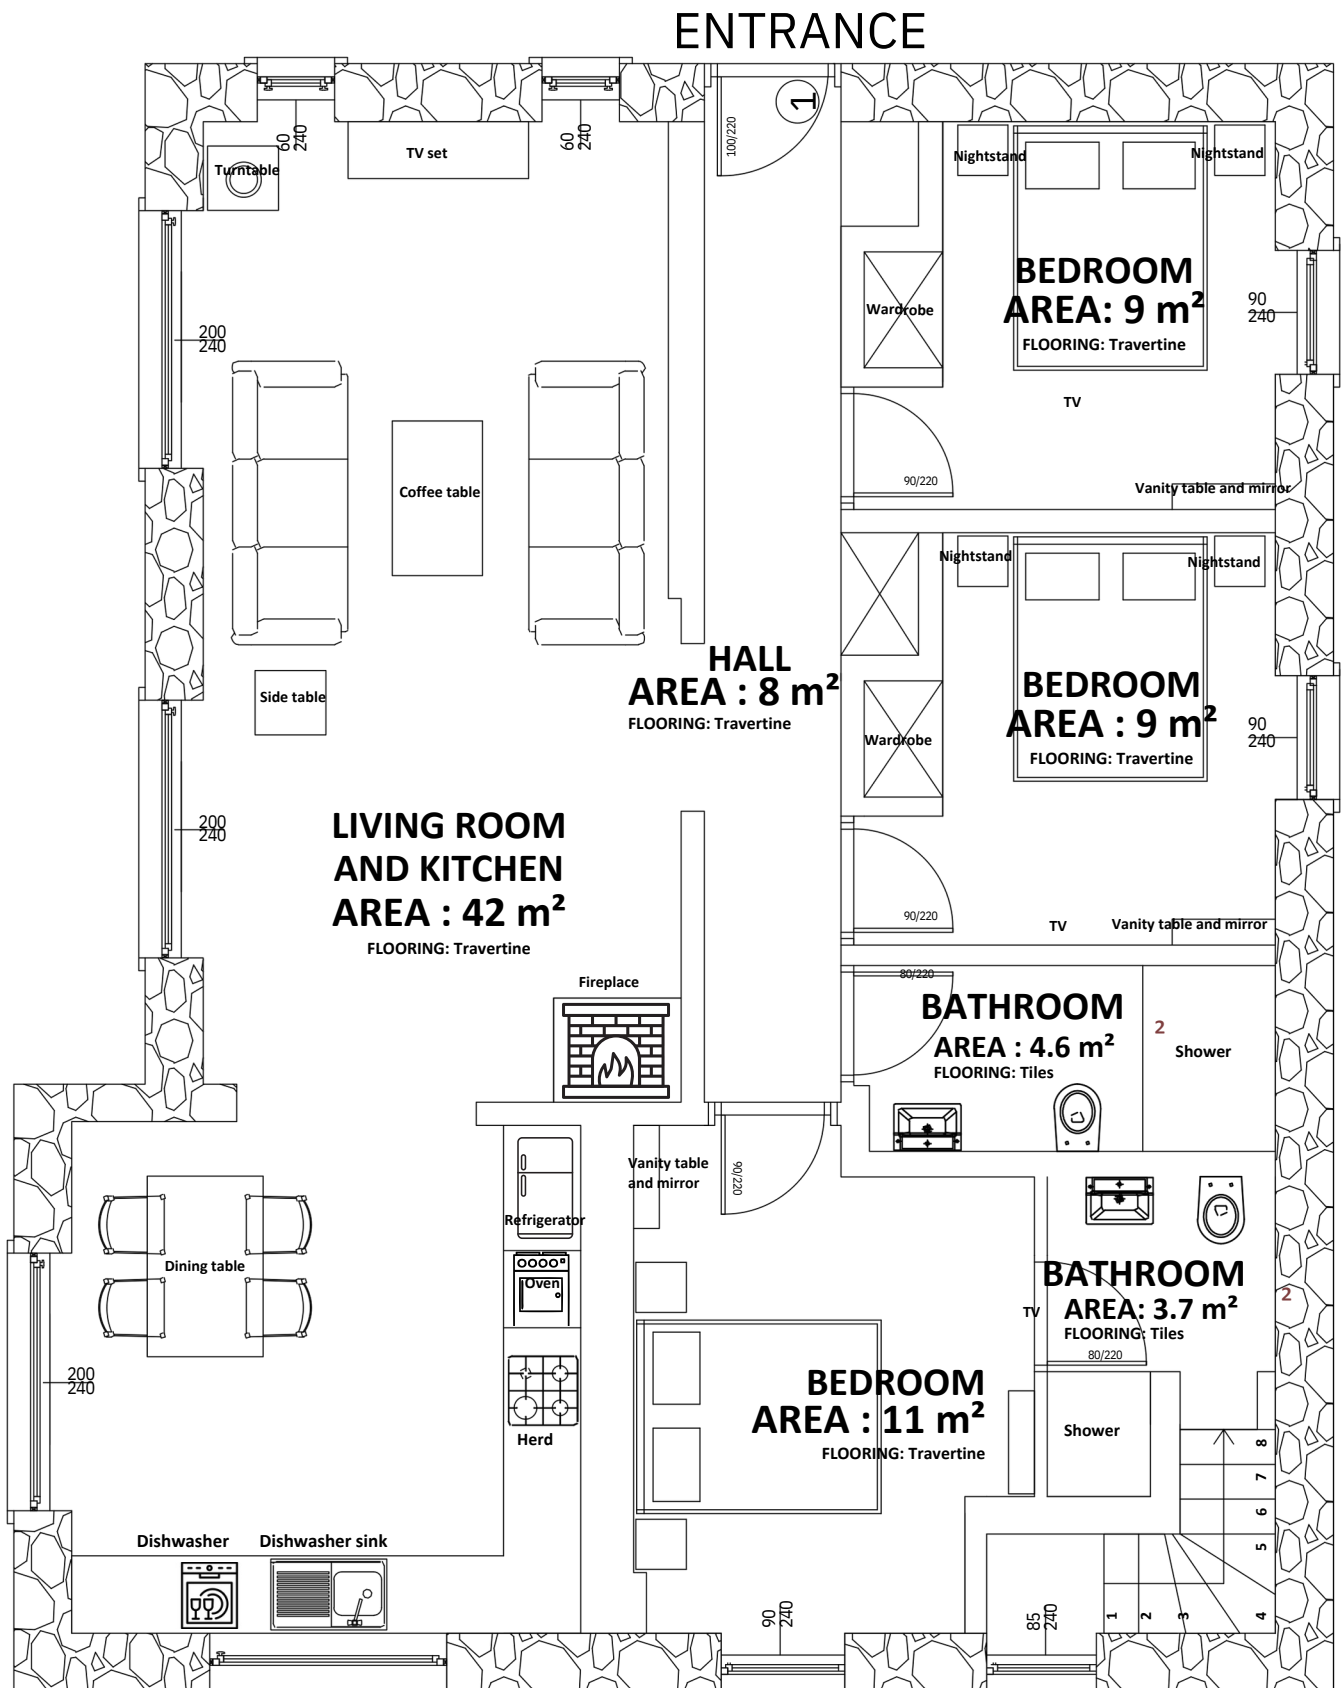 ENTRANCE
1
60
240
60
240
100/220
Turntable
TV set
Nightstand
Nightstand
BEDROOM
AREA: 9 m²
FLOORING: Travertine
Wardrobe
90
240
200
240
TV
90/220
Vanity table and mirror
Coffee table
Nightstand
Nightstand
HALL
AREA : 8 m²
FLOORING: Travertine
Side table
BEDROOM
AREA : 9 m²
FLOORING: Travertine
Wardrobe
90
240
200
240
LIVING ROOM
AND KITCHEN
AREA : 42 m²
FLOORING: Travertine
90/220
TV
Vanity table and mirror
Fireplace
80/220
BATHROOM
AREA : 4.6 m²
FLOORING: Tiles
2
Shower
Vanity table
and mirror
90/220
Refrigerator
Dining table
Oven
BATHROOM
AREA: 3.7 m²
FLOORING: Tiles
80/220
2
TV
200
240
BEDROOM
AREA : 11 m²
FLOORING: Travertine
Herd
Shower
8
7
6
5
Dishwasher
Dishwasher sink
90
240
85
240
1
2
3
4